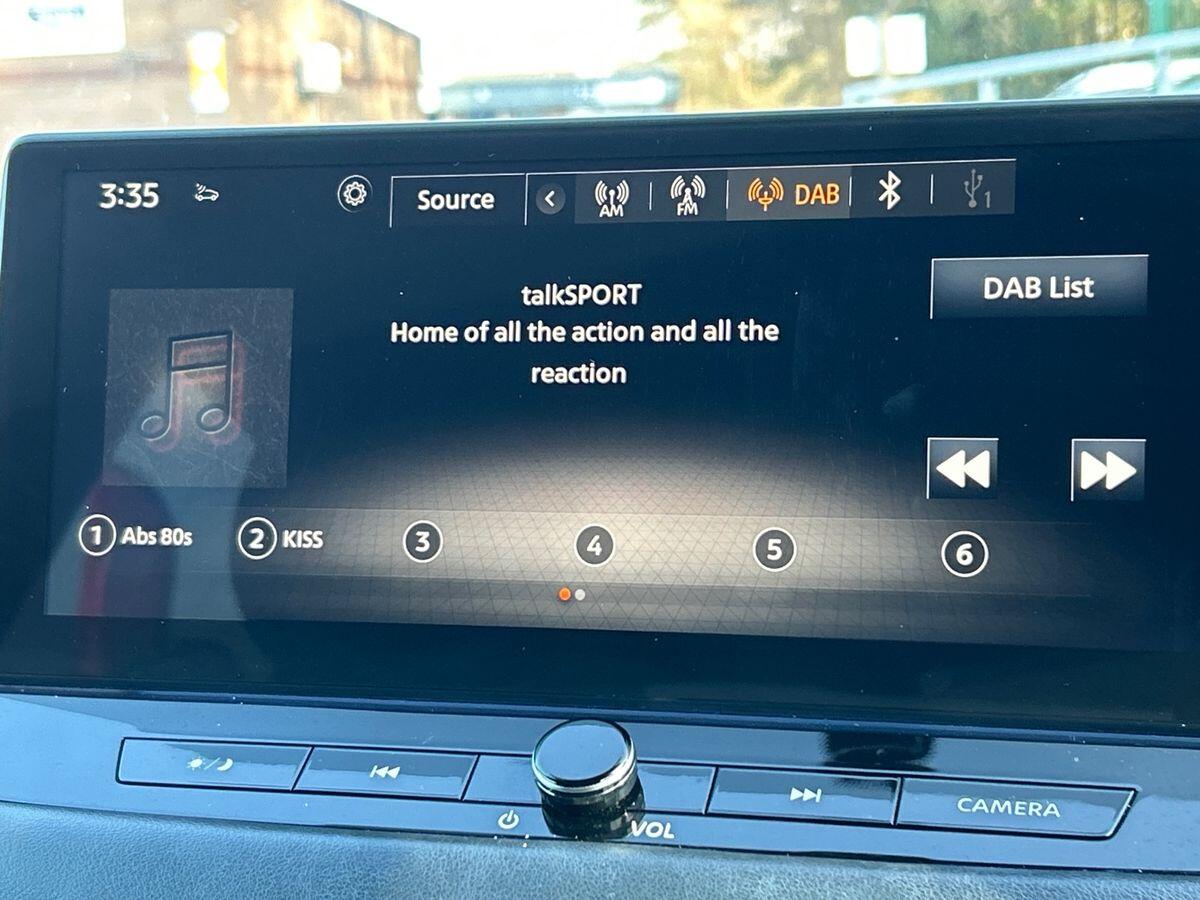 3:35 Source AM FM DAB 1
DAB List
talkSPORT
Home of all the action and all the
reaction
1 Abs 80s 2 KISS 3 4 5 6
VOL CAMERA